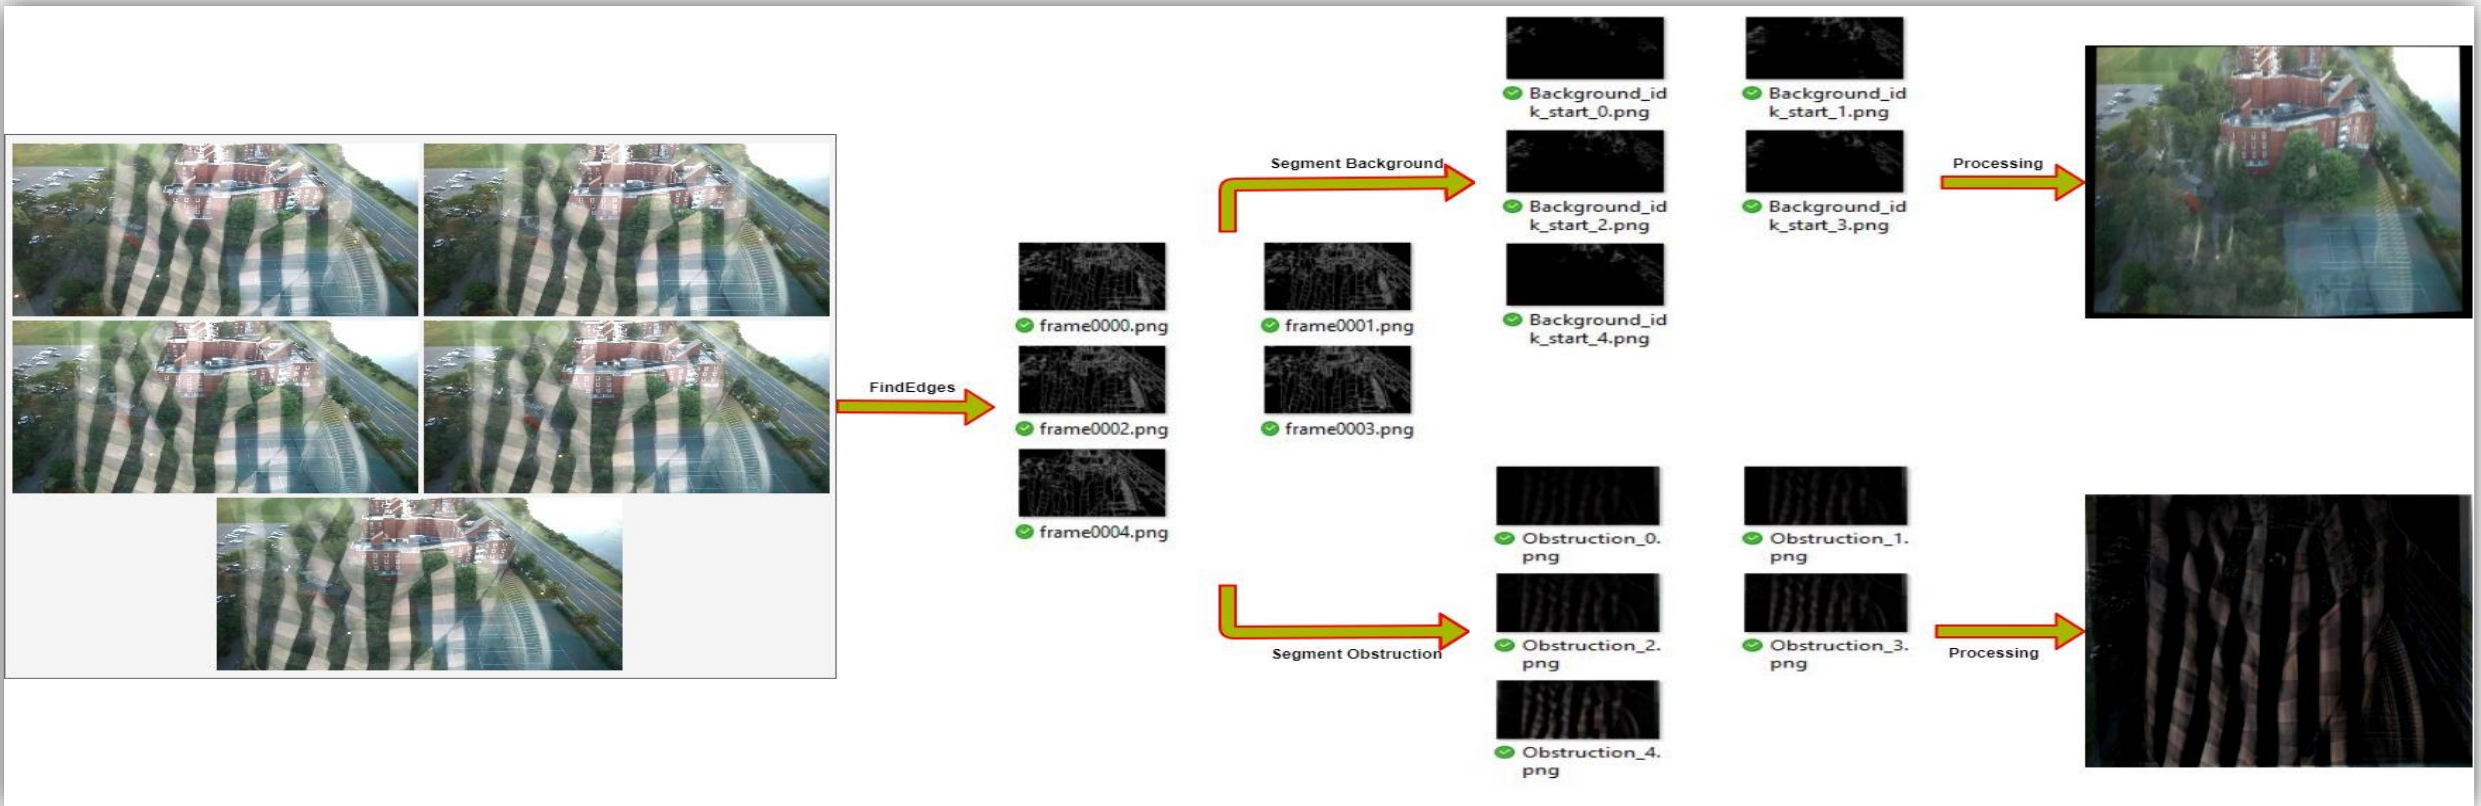 FindEdges
frame0000.png
frame0001.png
frame0002.png
frame0003.png
frame0004.png
Segment Background
Background_id
k_start_0.png
Background_id
k_start_1.png
Background_id
k_start_2.png
Background_id
k_start_3.png
Background_id
k_start_4.png
Processing
Segment Obstruction
Obstruction_0.
png
Obstruction_1.
png
Obstruction_2.
png
Obstruction_3.
png
Obstruction_4.
png
Processing